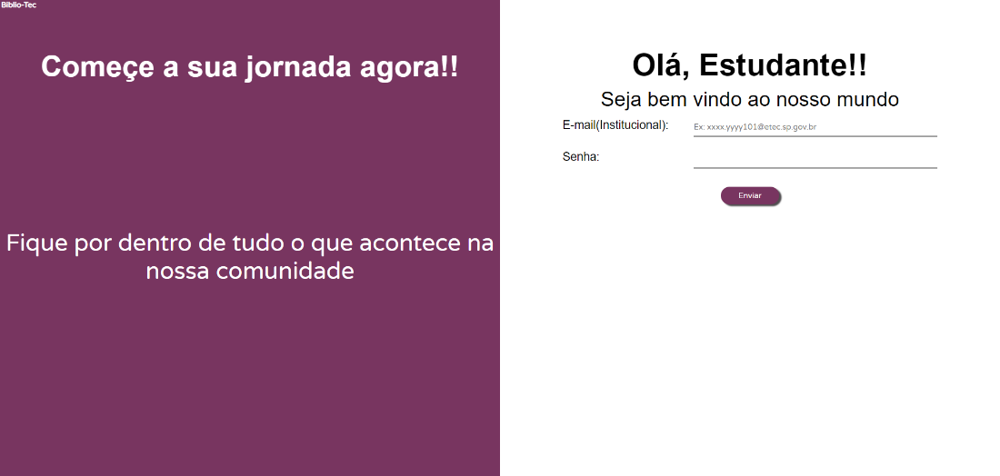 Biblio-Tec
Começe a sua jornada agora!!
Fique por dentro de tudo o que acontece na
nossa comunidade
Olá, Estudante!!
Seja bem vindo ao nosso mundo
E-mail(Institucional):
Ex: xxxx.yyyy101@etec.sp.gov.br
Senha:
Enviar